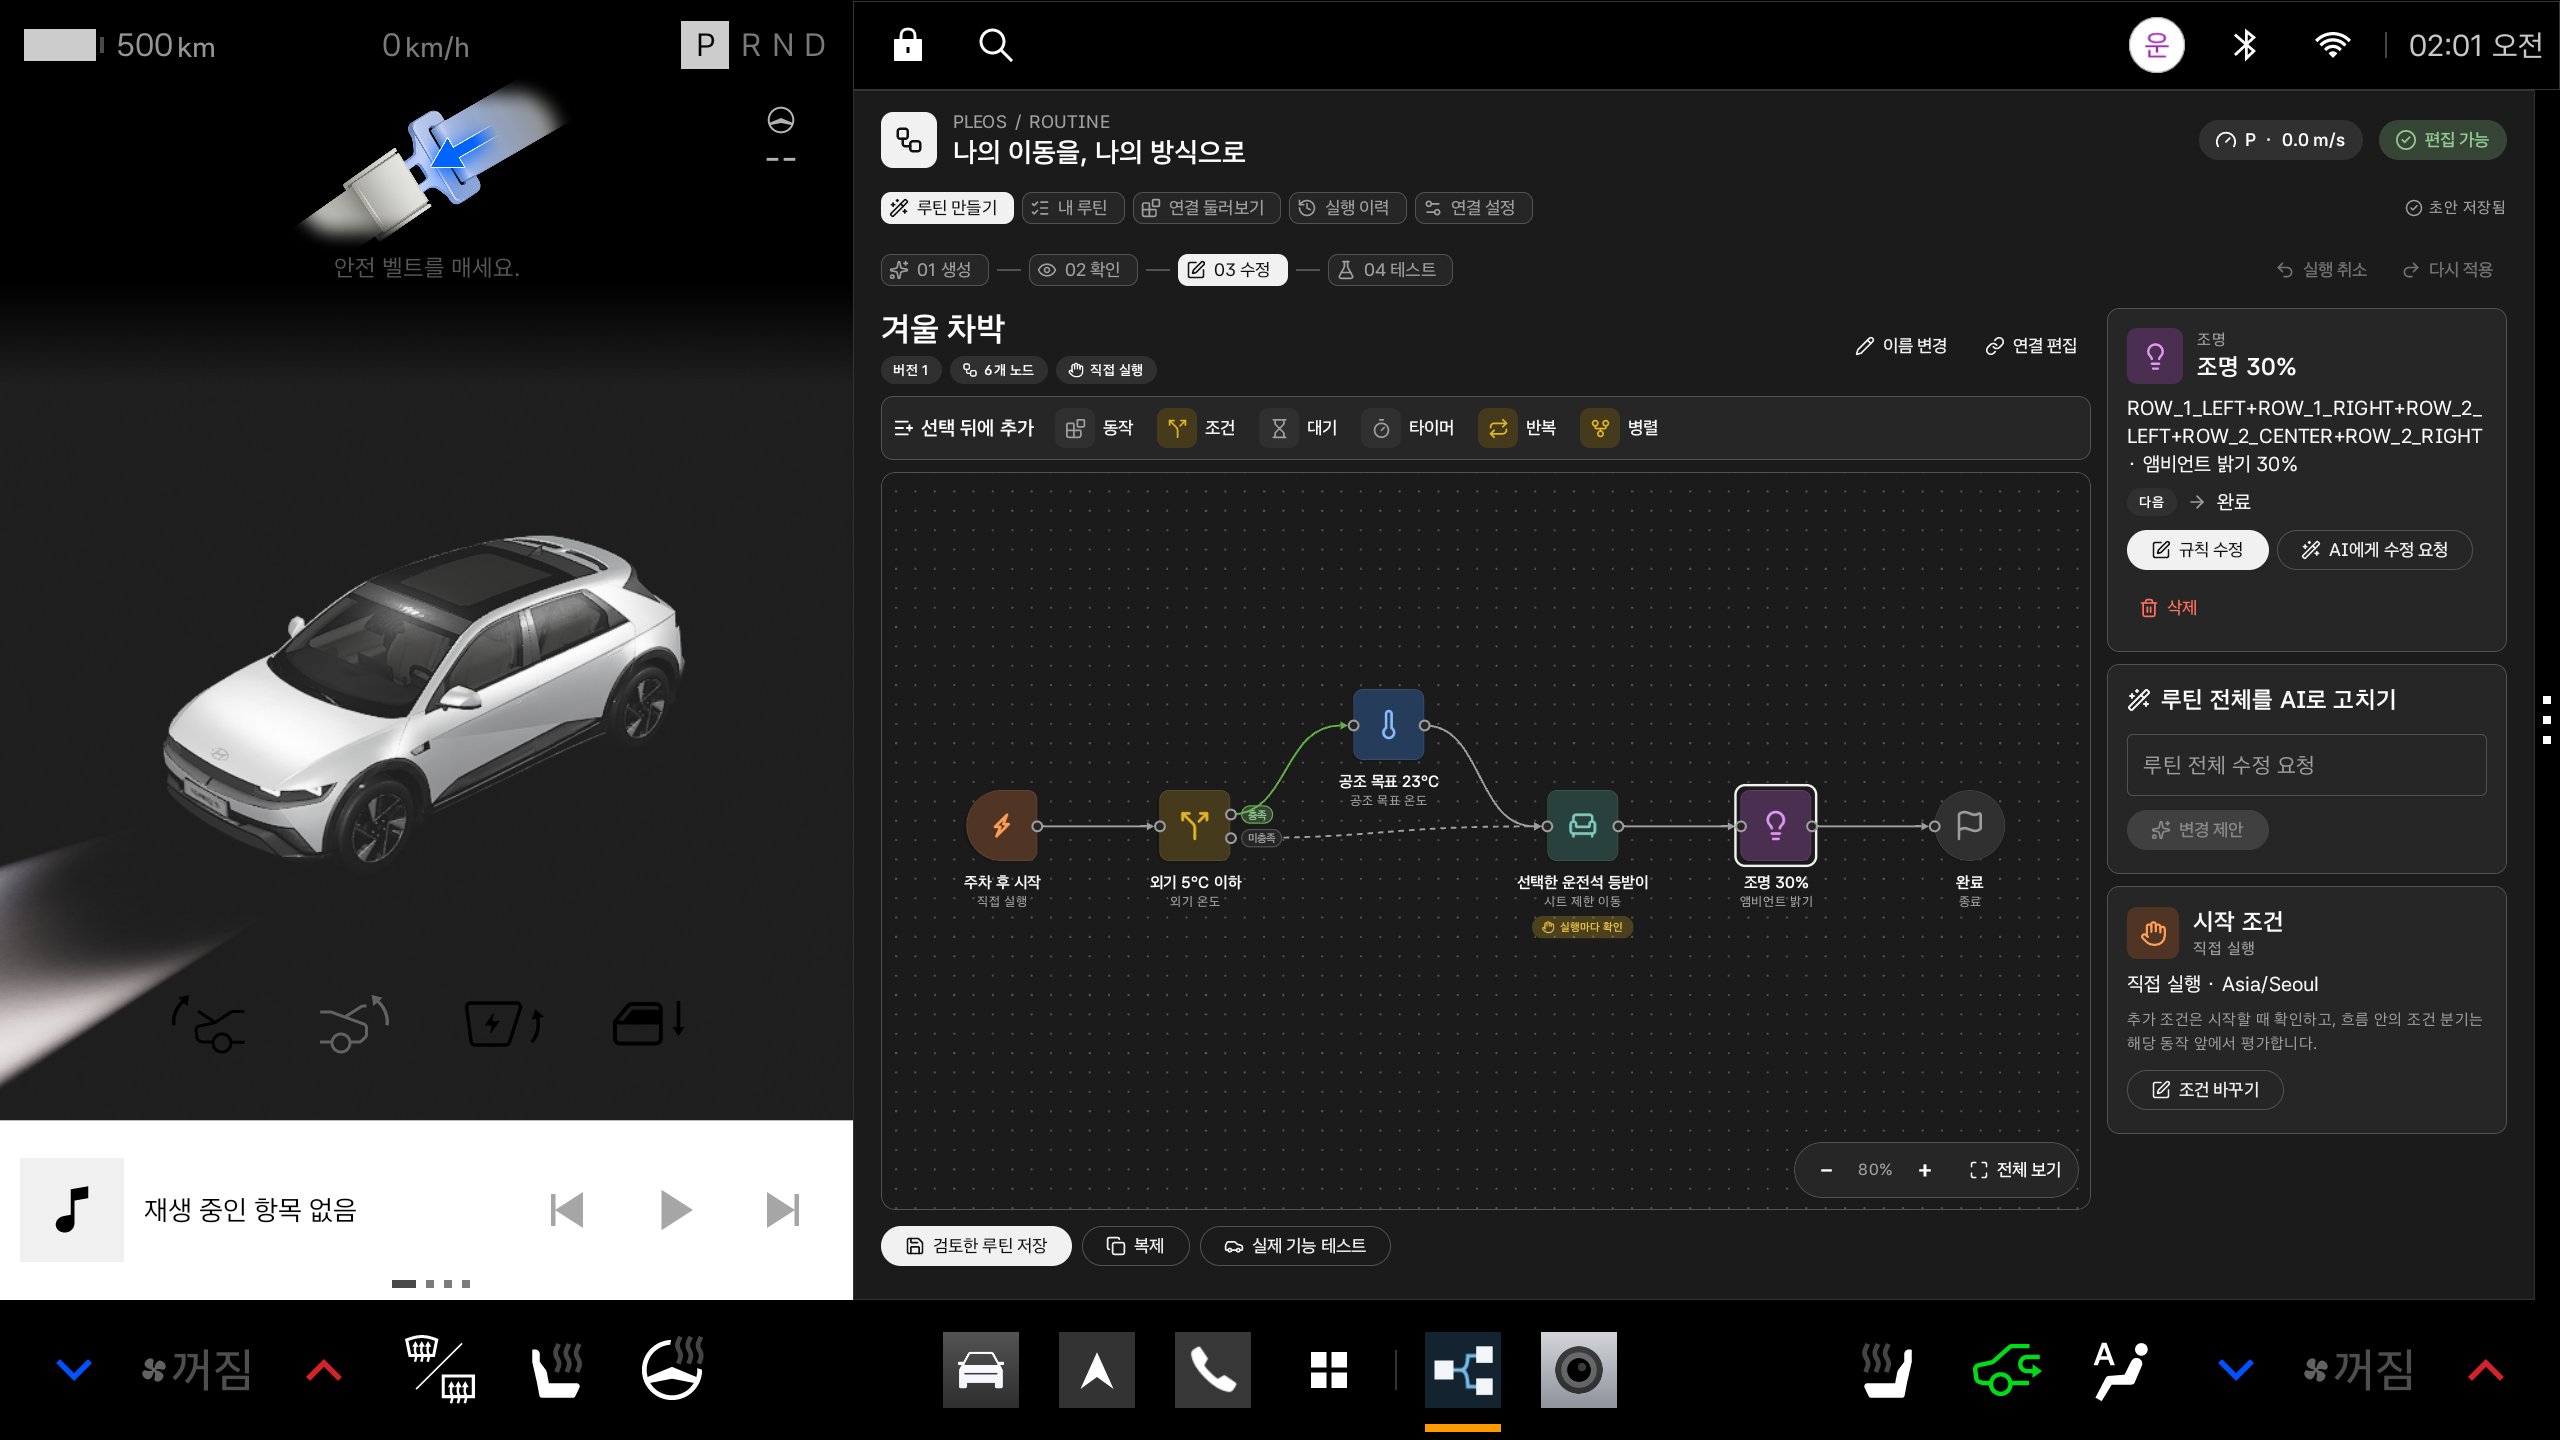 500 km
0 km/h
P R N D
운
02:01 오전
안전 벨트를 매세요.
PLEOS / ROUTINE
나의 이동을, 나의 방식으로
P · 0.0 m/s
편집 가능
루틴 만들기
내 루틴
연결 둘러보기
실행 이력
연결 설정
초안 저장됨
01 생성
02 확인
03 수정
04 테스트
실행 취소
다시 적용
겨울 차박
버전 1
6개 노드
직접 실행
이름 변경
연결 편집
선택 뒤에 추가
동작
조건
대기
타이머
반복
병렬
공조 목표 23°C
공조 목표 온도
충족
미충족
주차 후 시작
직접 실행
외기 5°C 이하
외기 온도
선택한 운전석 등받이
시트 제한 이동
실행마다 확인
조명 30%
앰비언트 밝기
완료
종료
80%
전체 보기
검토한 루틴 저장
복제
실제 기능 테스트
조명
조명 30%
ROW_1_LEFT+ROW_1_RIGHT+ROW_2_
LEFT+ROW_2_CENTER+ROW_2_RIGHT
· 앰비언트 밝기 30%
다음
완료
규칙 수정
AI에게 수정 요청
삭제
루틴 전체를 AI로 고치기
루틴 전체 수정 요청
변경 제안
시작 조건
직접 실행
직접 실행 · Asia/Seoul
추가 조건은 시작할 때 확인하고, 흐름 안의 조건 분기는
해당 동작 앞에서 평가합니다.
조건 바꾸기
재생 중인 항목 없음
꺼짐
A
꺼짐